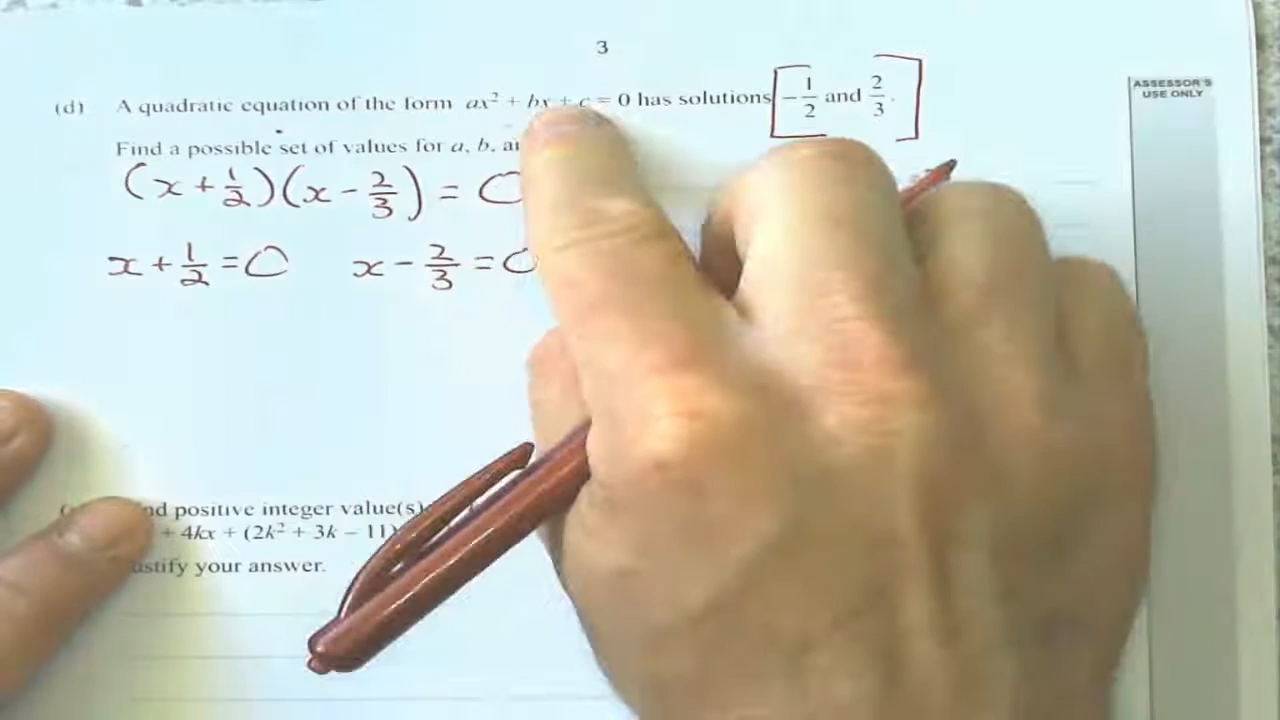 3
ASSESSOR'S
USE ONLY
(d) A quadratic equation of the form ax² + bx + c = 0 has solutions -1/2 and 2/3.
Find a possible set of values for a, b,
(x + 1/2)(x - 2/3) = 0
x + 1/2 = 0 x - 2/3 = 0
positive integer value(s)
+ 4kx + (2k² + 3k – 11)
your answer.